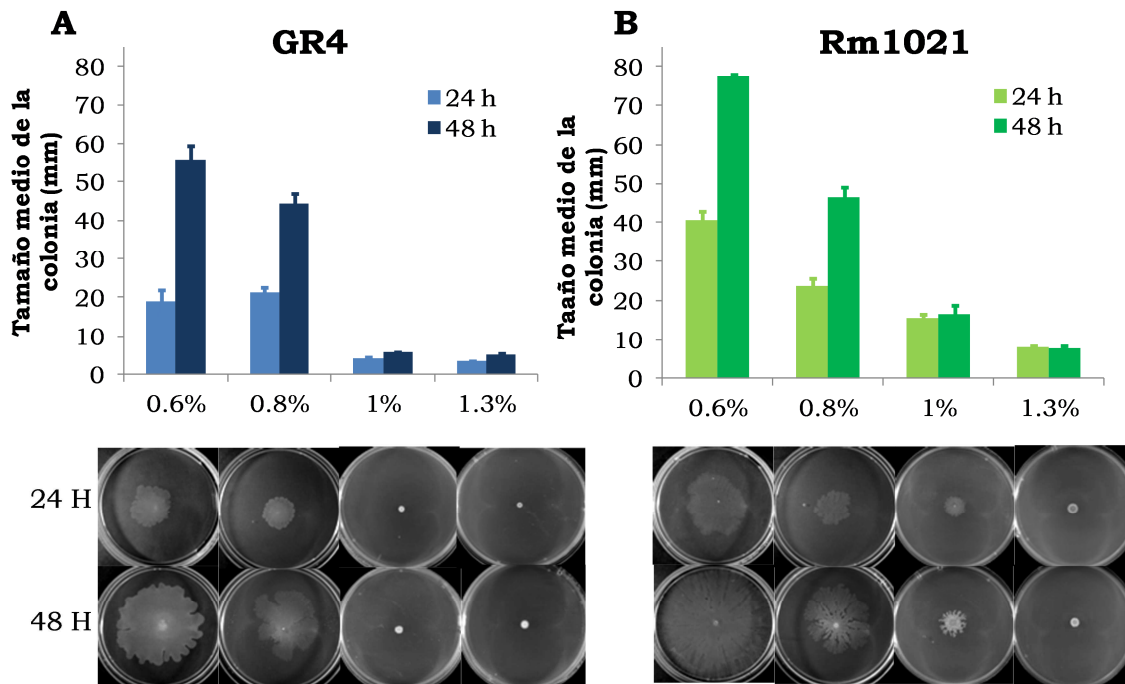 A
GR4
Tamaño medio de la
colonia (mm)
80
70
60
50
40
30
20
10
0
24 h
48 h
0.6%
0.8%
1%
1.3%
B
Rm1021
Taaño medio de la
colonia (mm)
80
70
60
50
40
30
20
10
0
24 h
48 h
0.6%
0.8%
1%
1.3%
24 H
48 H